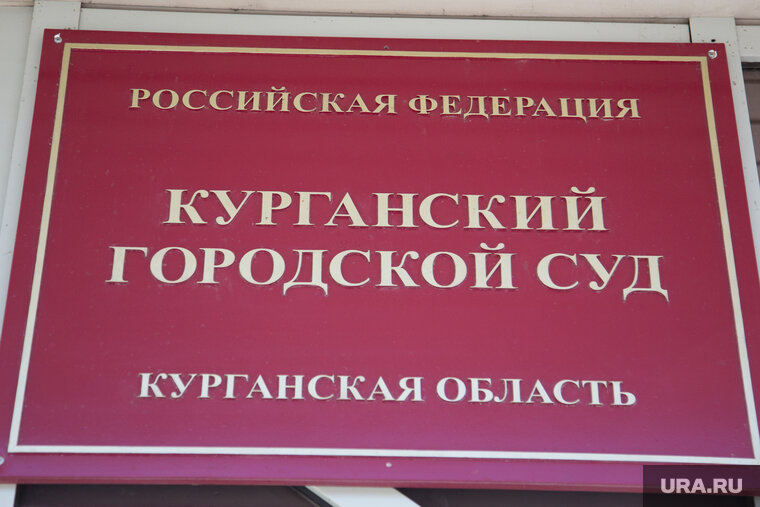 РОССИЙСКАЯ ФЕДЕРАЦИЯ
КУРГАНСКИЙ
ГОРОДСКОЙ СУД
КУРГАНСКАЯ ОБЛАСТЬ
URA.RU